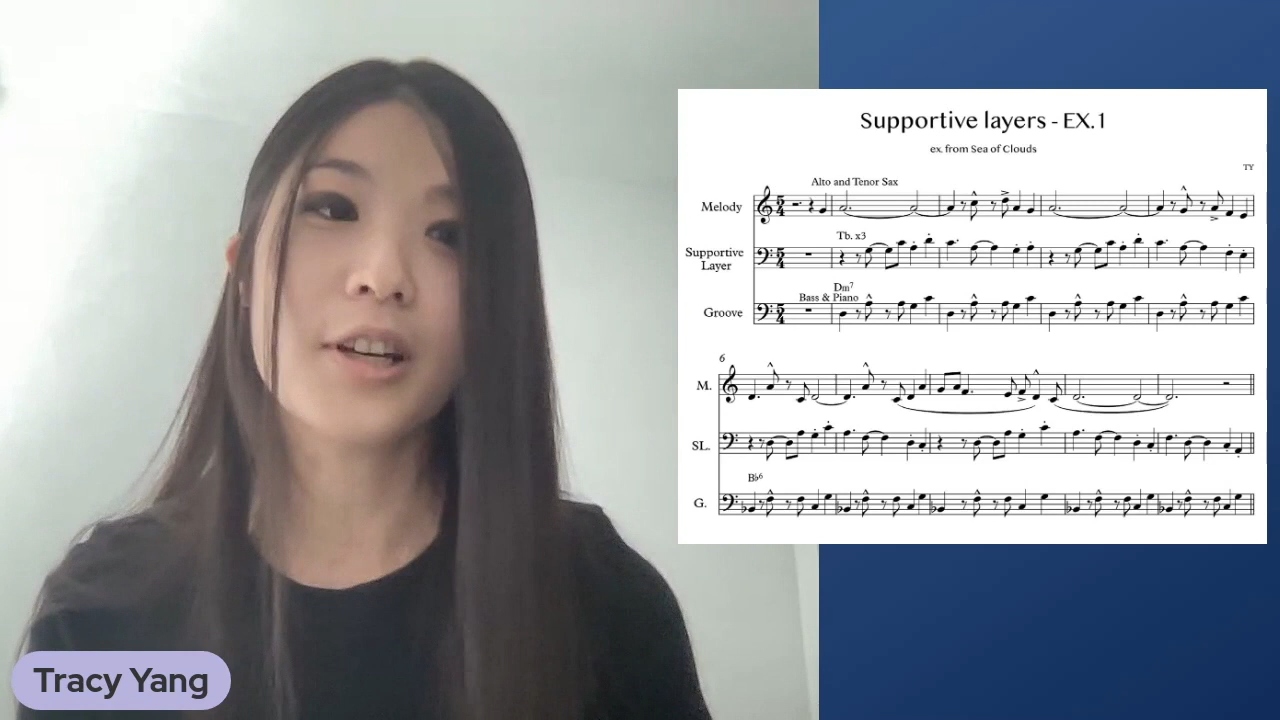 Supportive layers - EX.1
ex. from Sea of Clouds
TY
Alto and Tenor Sax
Melody
Tb. x3
Supportive
Layer
Dm7
Bass & Piano
Groove
6
M.
SL.
Bb6
G.
Tracy Yang